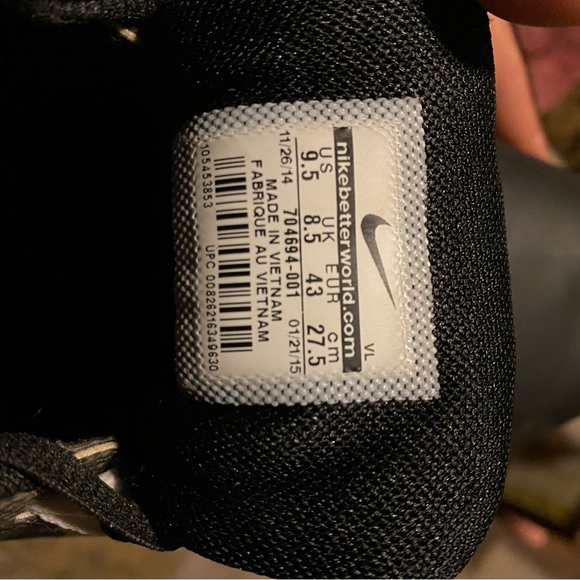 VL
nikebetterworld.com
US UK EUR cm
9.5 8.5 43 27.5
11/26/14 704694-001 01/21/15
MADE IN VIETNAM
FABRIQUE AU VIETNAM
105453853 UPC 00826216349630